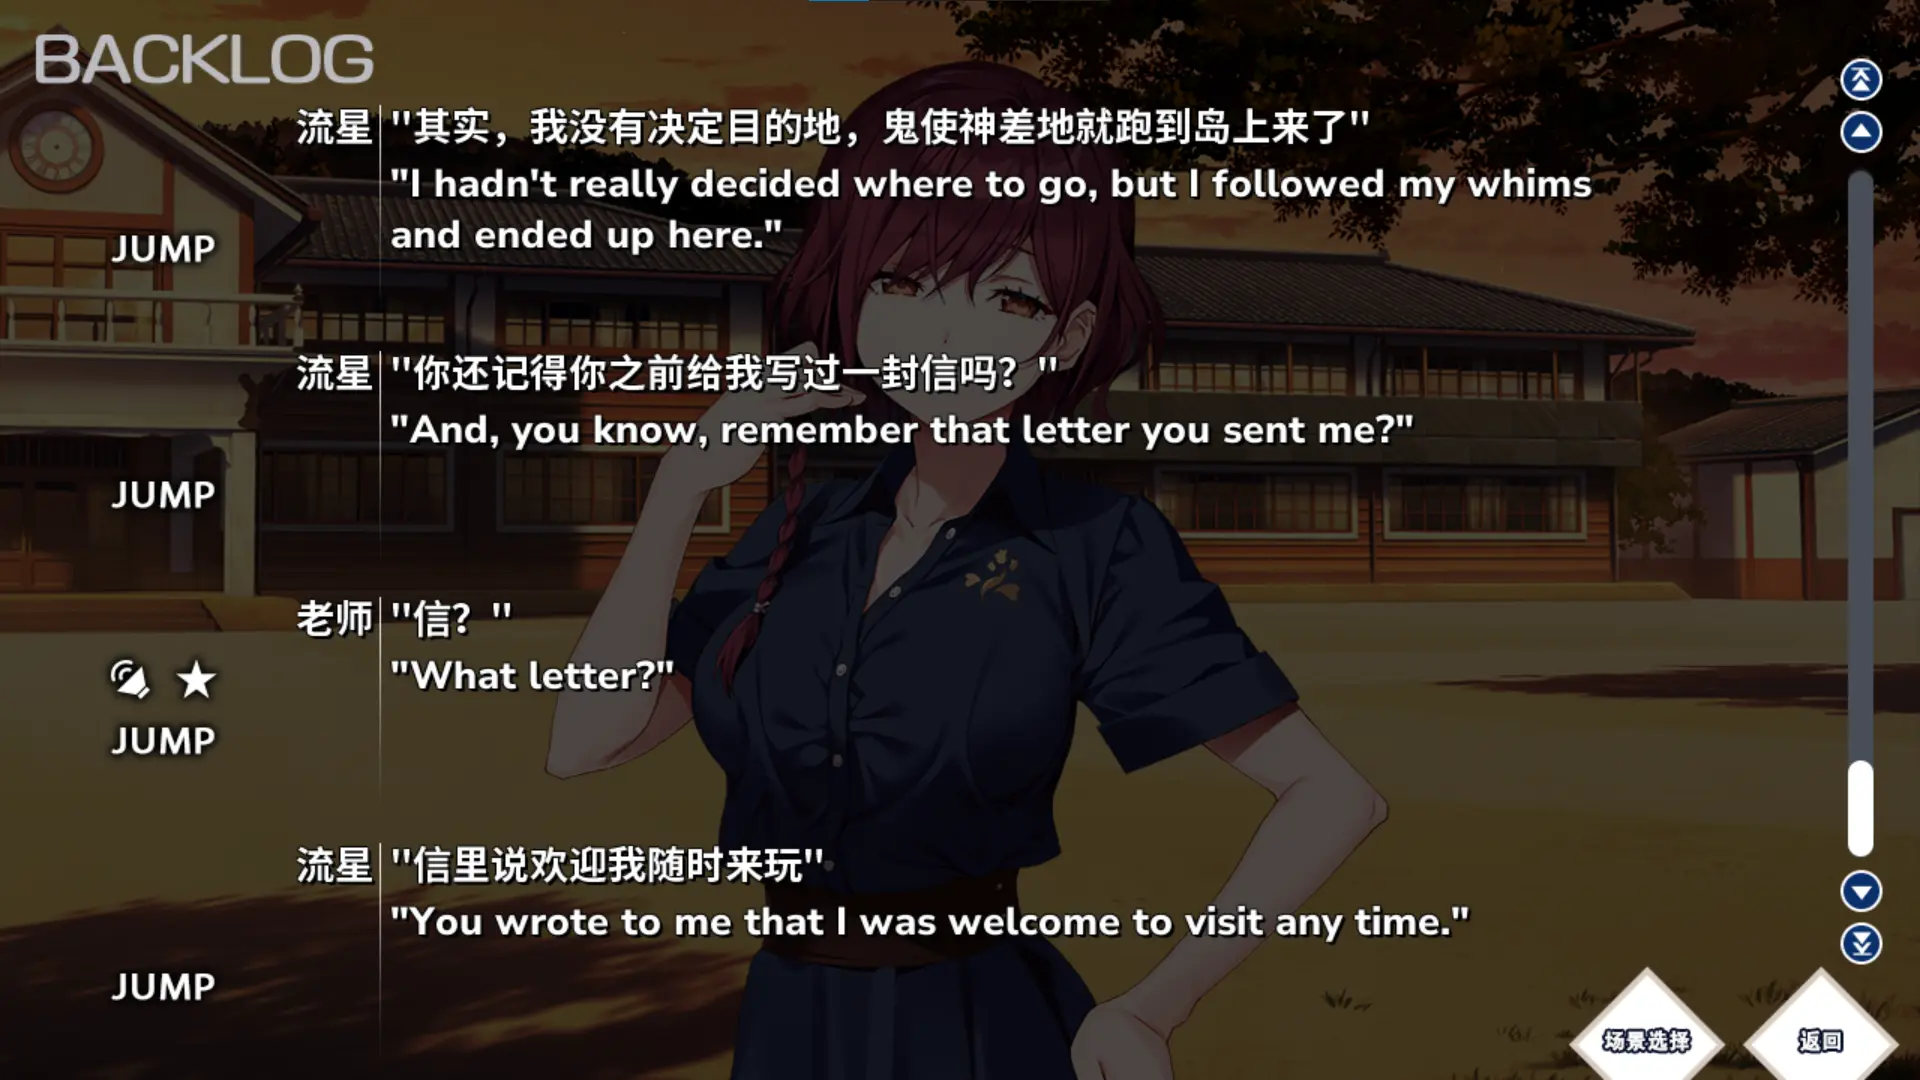 BACKLOG
流星 "其实，我没有决定目的地，鬼使神差地就跑到岛上来了"
"I hadn't really decided where to go, but I followed my whims
and ended up here."
JUMP
流星 "你还记得你之前给我写过一封信吗？"
"And, you know, remember that letter you sent me?"
JUMP
老师 "信？"
"What letter?"
JUMP
流星 "信里说欢迎我随时来玩"
"You wrote to me that I was welcome to visit any time."
JUMP
场景选择
返回